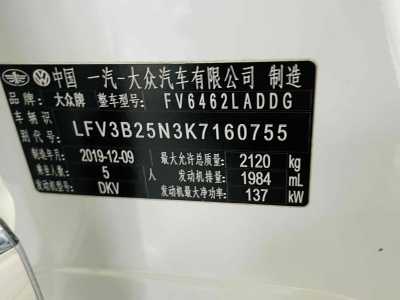 中国 一汽-大众汽车有限公司 制造
品牌: 大众牌 整车型号: FV6462LADDG
车辆识别代号: LFV3B25N3K7160755
制造年月: 2019-12-09 最大允许总质量: 2120 kg
乘坐人数: 5 人 发动机排量: 1984 mL
发动机型号: DKV 发动机最大净功率: 137 kW